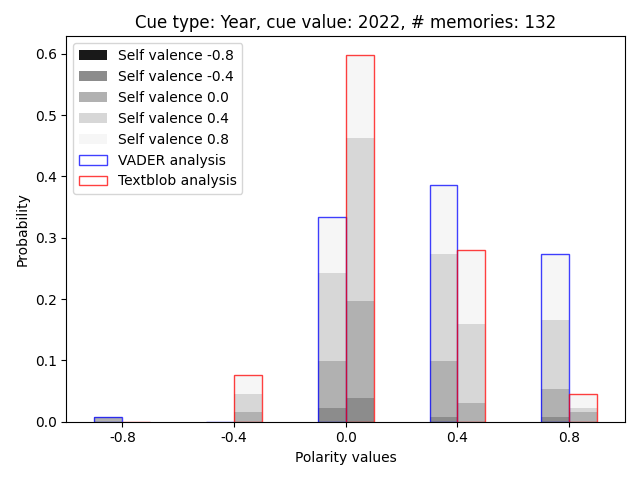 Cue type: Year, cue value: 2022, # memories: 132
Self valence -0.8
Self valence -0.4
Self valence 0.0
Self valence 0.4
Self valence 0.8
VADER analysis
Textblob analysis
Probability
0.6
0.5
0.4
0.3
0.2
0.1
0.0
-0.8
-0.4
0.0
0.4
0.8
Polarity values